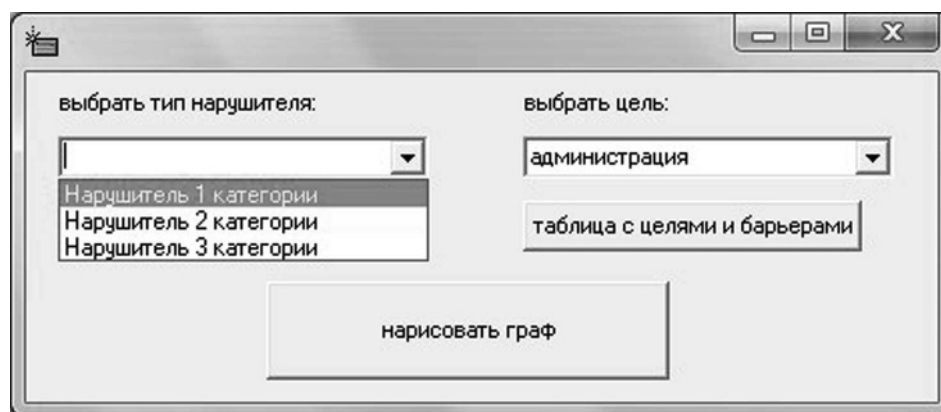 выбрать тип нарушителя:
выбрать цель:
администрация
Нарушитель 1 категории
Нарушитель 2 категории
Нарушитель 3 категории
таблица с целями и барьерами
нарисовать граф